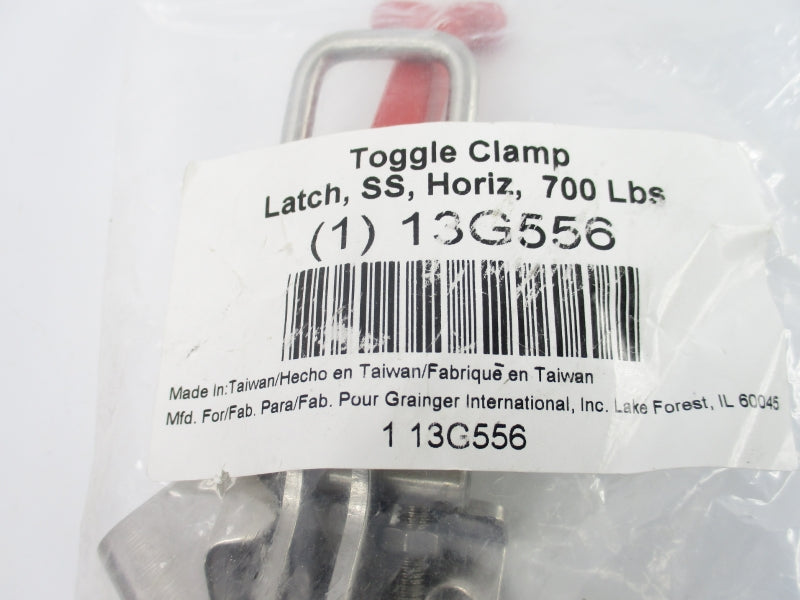 Toggle Clamp
Latch, SS, Horiz, 700 Lbs
(1) 13G556
Made In:Taiwan/Hecho en Taiwan/Fabriquē en Taiwan
Mfd. For/Fab. Para/Fab. Pour Grainger International, Inc. Lake Forest, IL 60045
1 13G556